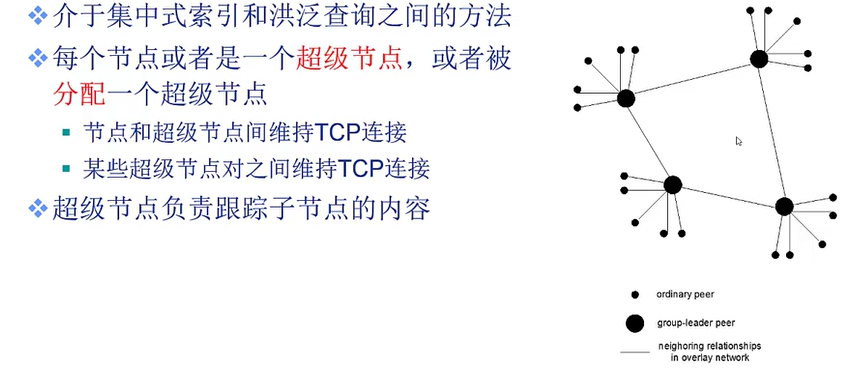 介于集中式索引和洪泛查询之间的方法
每个节点或者是一个超级节点，或者被
分配一个超级节点
节点和超级节点间维持TCP连接
某些超级节点对之间维持TCP连接
超级节点负责跟踪子节点的内容
ordinary peer
group-leader peer
neighoring relationships
in overlay network